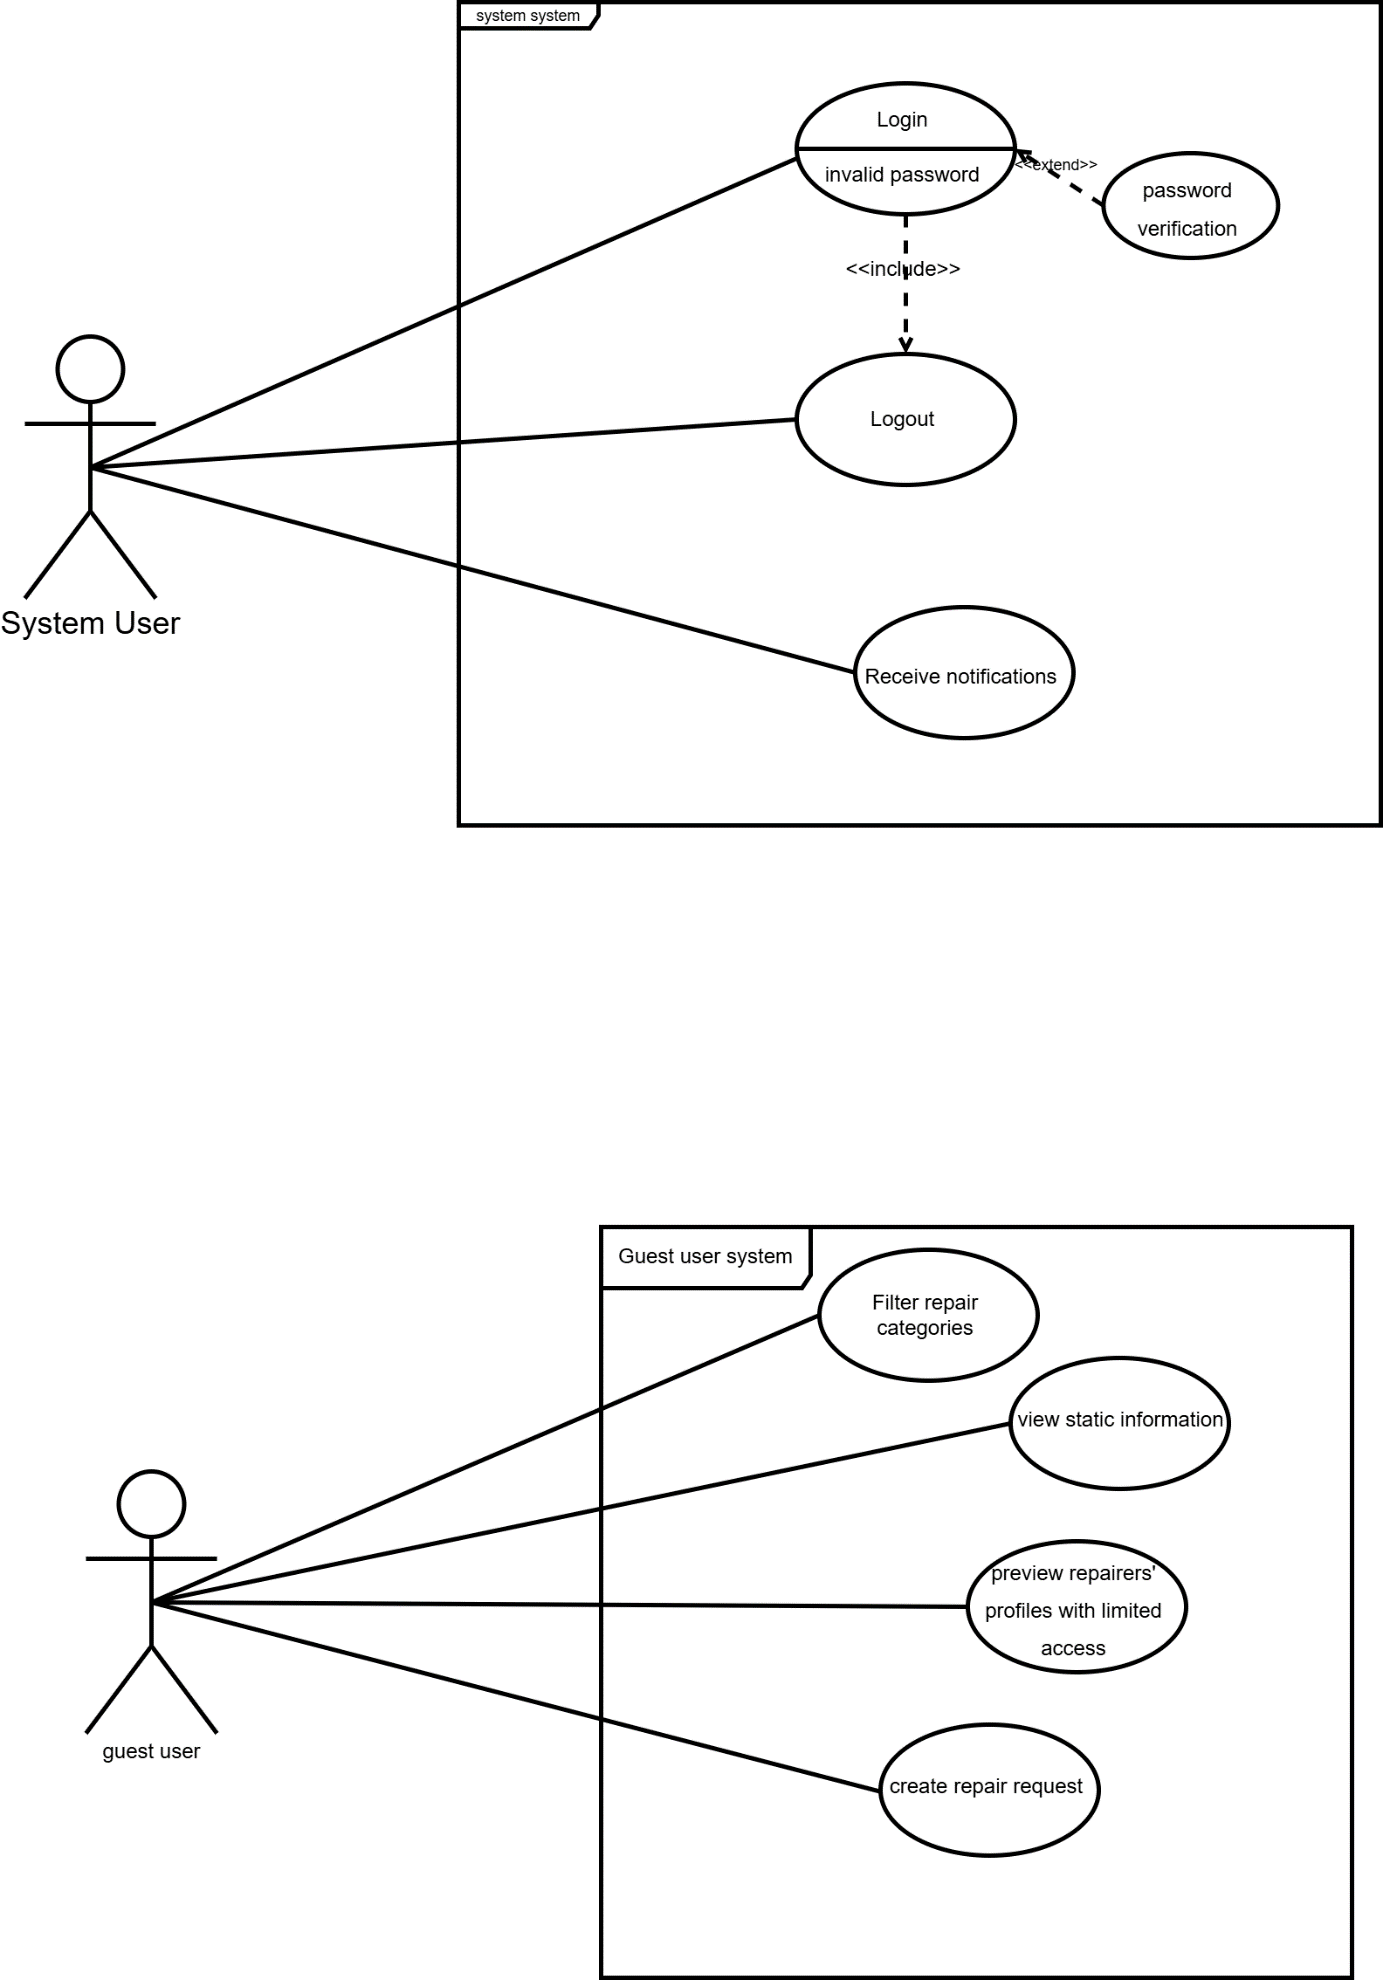 system system
Login
invalid password
<<extend>>
password
verification
<<include>>
Logout
System User
Receive notifications
Guest user system
Filter repair
categories
view static information
preview repairers'
profiles with limited
access
guest user
create repair request